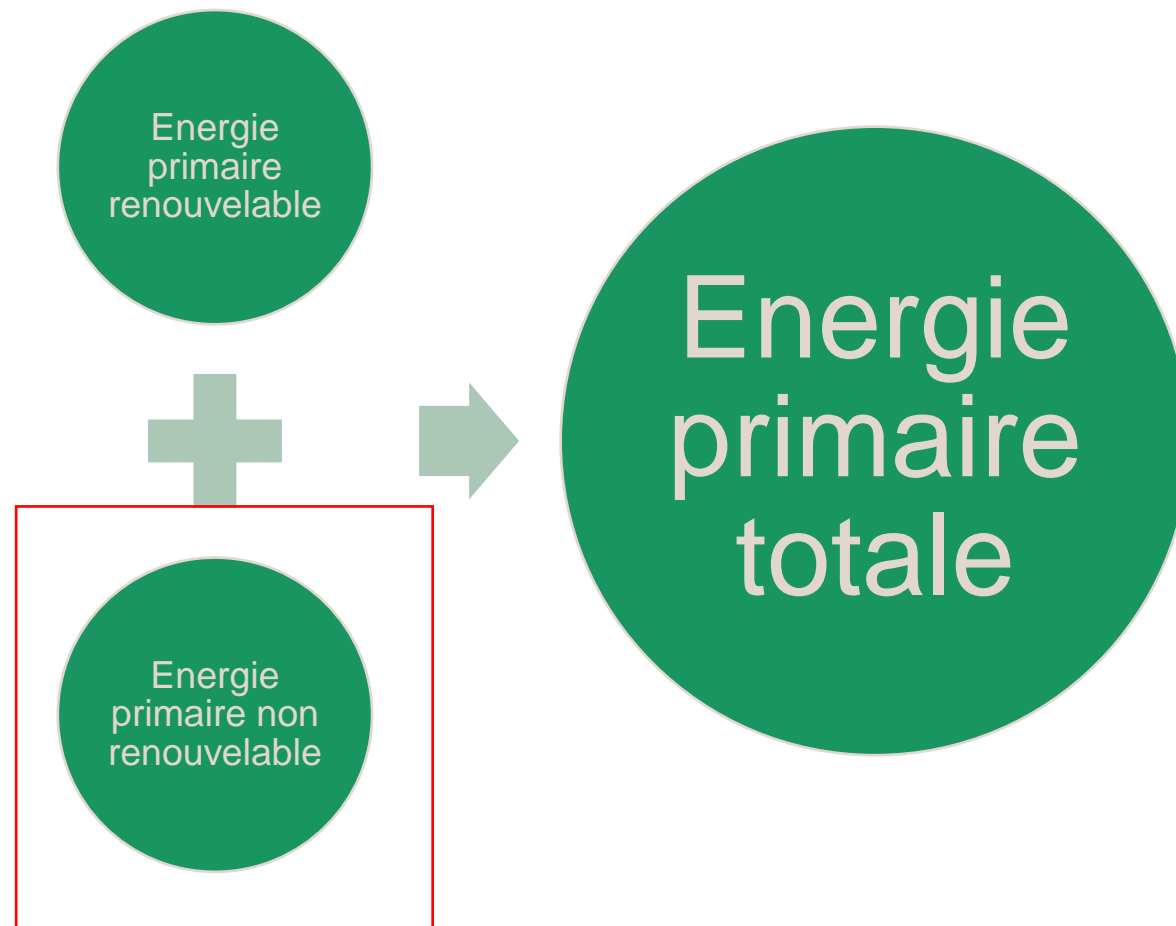 Energie
primaire
renouvelable
Energie
primaire non
renouvelable
Energie
primaire
totale